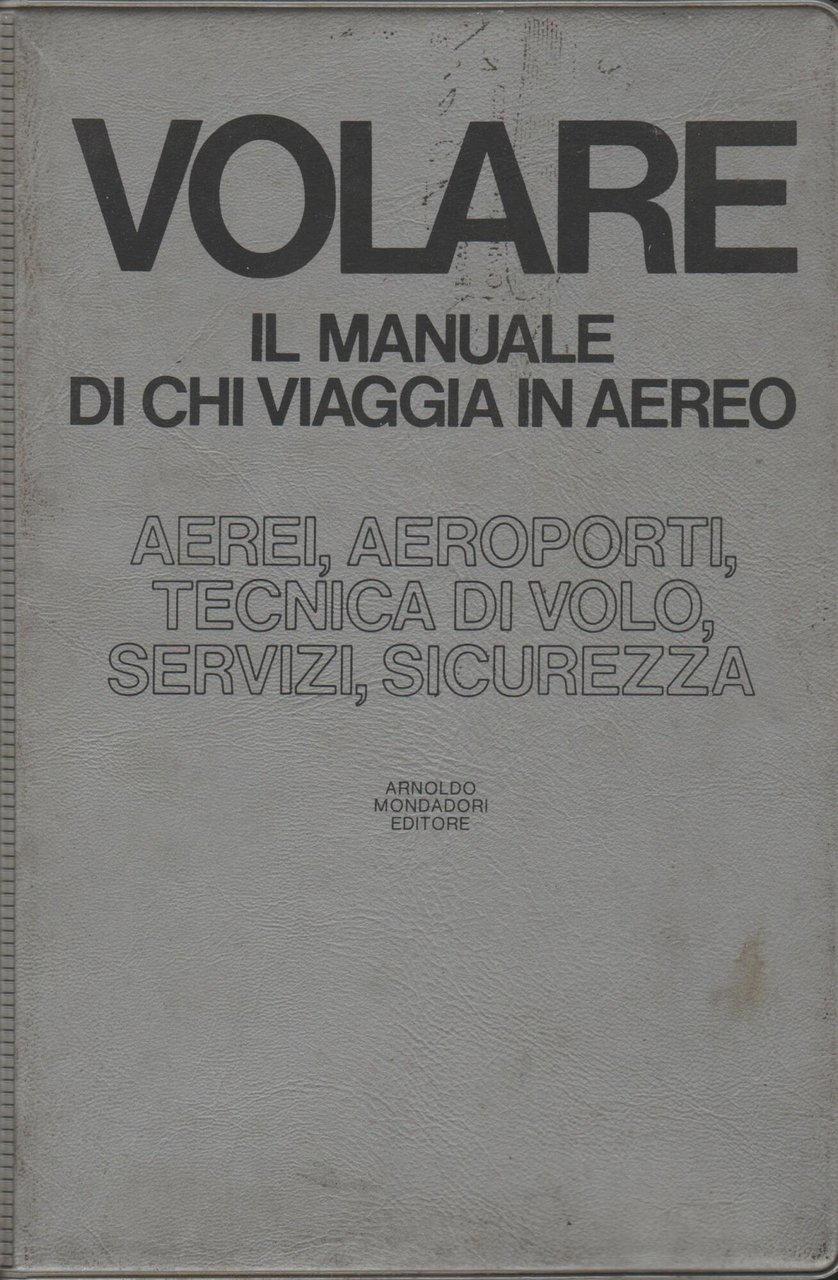 VOLARE
IL MANUALE
DI CHI VIAGGIA IN AEREO
AEREI, AEROPORTI,
TECNICA DI VOLO,
SERVIZI, SICUREZZA
ARNOLDO
MONDADORI
EDITORE